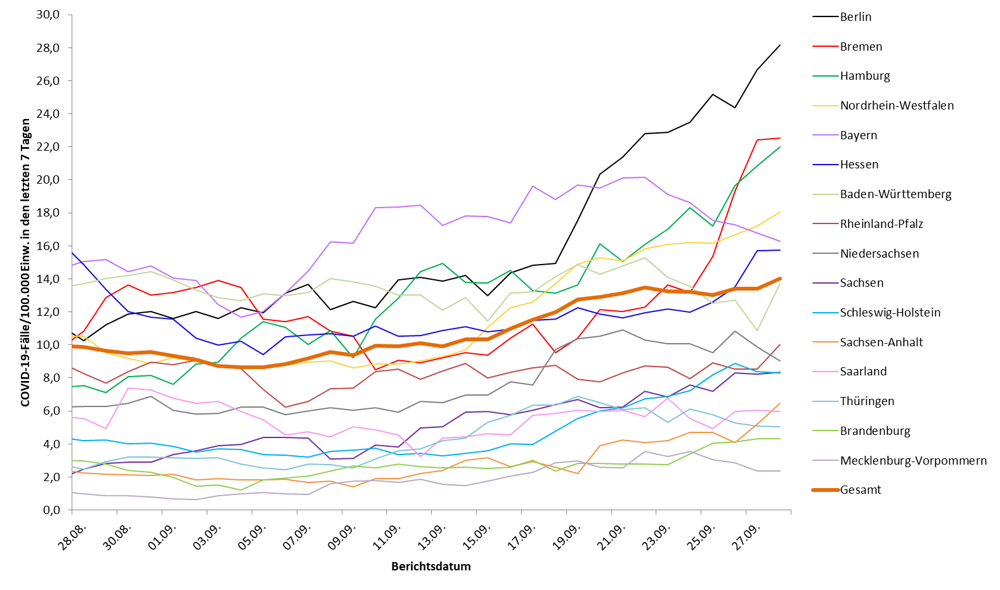 30,0
28,0
26,0
24,0
22,0
20,0
18,0
16,0
14,0
12,0
10,0
8,0
6,0
4,0
2,0
0,0
COVID-19-Fälle/100.000 Einw. in den letzten 7 Tagen
28.08.
30.08.
01.09.
03.09.
05.09.
07.09.
09.09.
11.09.
13.09.
15.09.
17.09.
19.09.
21.09.
23.09.
25.09.
27.09.
Berichtsdatum
Berlin
Bremen
Hamburg
Nordrhein-Westfalen
Bayern
Hessen
Baden-Württemberg
Rheinland-Pfalz
Niedersachsen
Sachsen
Schleswig-Holstein
Sachsen-Anhalt
Saarland
Thüringen
Brandenburg
Mecklenburg-Vorpommern
Gesamt